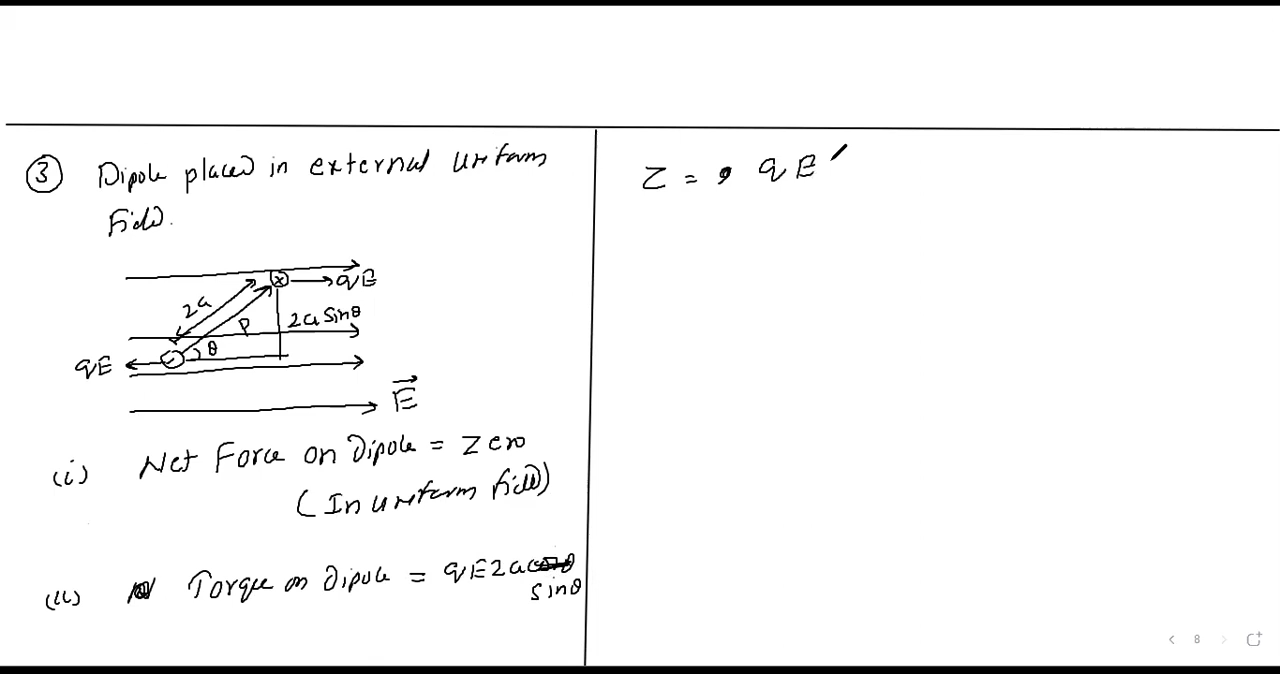 ③ Dipole placed in external uniform
Field.
qE
2a
2a Sinθ
P
θ
qE
E
(i) Net Force on Dipole = Zero
(In uniform field)
(ii) Torque on Dipole = qE2a
sinθ
Z = qE
8